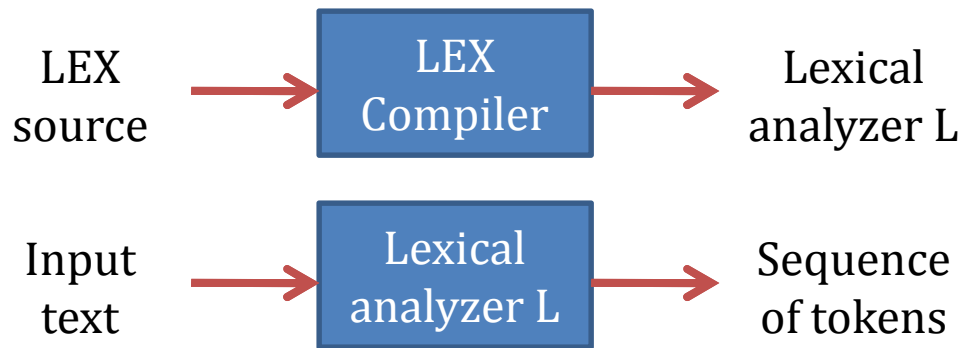 LEX
source
LEX
Compiler
Lexical
analyzer L
Input
text
Lexical
analyzer L
Sequence
of tokens